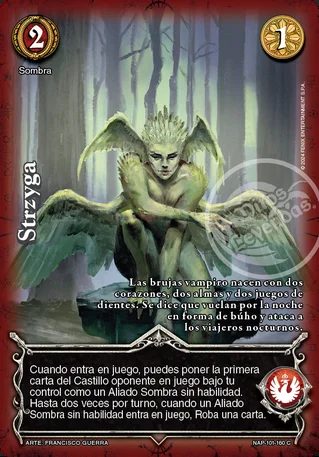 2
1
Sombra
Strzyga
© 2024 FENIX ENTERTAINMENT S.P.A.
Las brujas vampiro nacen con dos
corazones, dos almas y dos juegos de
dientes. Se dice que vuelan por la noche
en forma de búho y ataca a
los viajeros nocturnos.
Cuando entra en juego, puedes poner la primera
carta del Castillo oponente en juego bajo tu
control como un Aliado Sombra sin habilidad.
Hasta dos veces por turno, cuando un Aliado
Sombra sin habilidad entra en juego, Roba una carta.
ARTE: FRANCISCO GUERRA
NAP-101-160 C